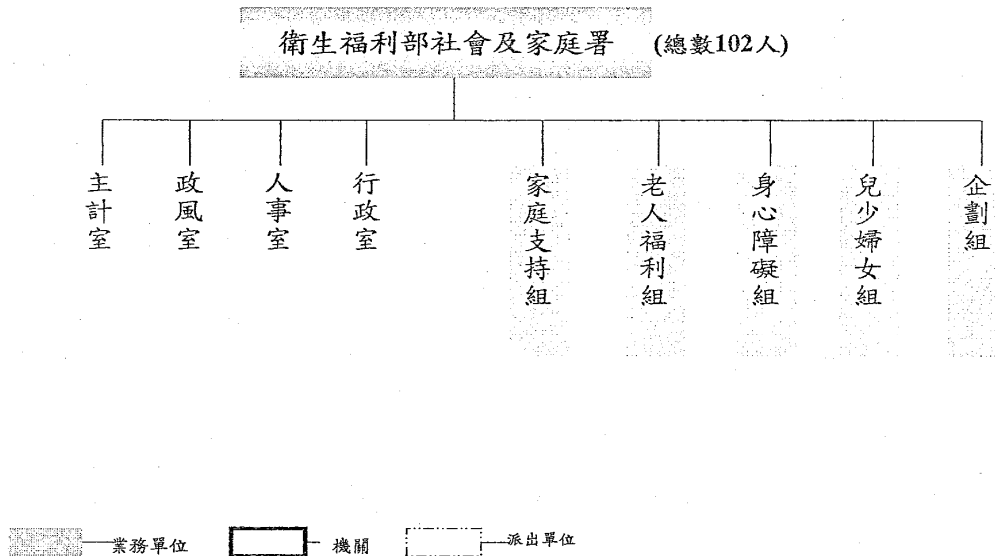 衛生福利部社會及家庭署 (總數102人)
主計室
政風室
人事室
行政室
家庭支持組
老人福利組
身心障礙組
兒少婦女組
企劃組
業務單位
機關
派出單位